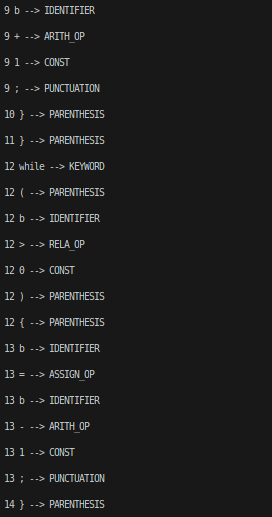 9 b --> IDENTIFIER
9 + --> ARITH_OP
9 1 --> CONST
9 ; --> PUNCTUATION
10 } --> PARENTHESIS
11 } --> PARENTHESIS
12 while --> KEYWORD
12 ( --> PARENTHESIS
12 b --> IDENTIFIER
12 > --> RELA_OP
12 0 --> CONST
12 ) --> PARENTHESIS
12 { --> PARENTHESIS
13 b --> IDENTIFIER
13 = --> ASSIGN_OP
13 b --> IDENTIFIER
13 - --> ARITH_OP
13 1 --> CONST
13 ; --> PUNCTUATION
14 } --> PARENTHESIS